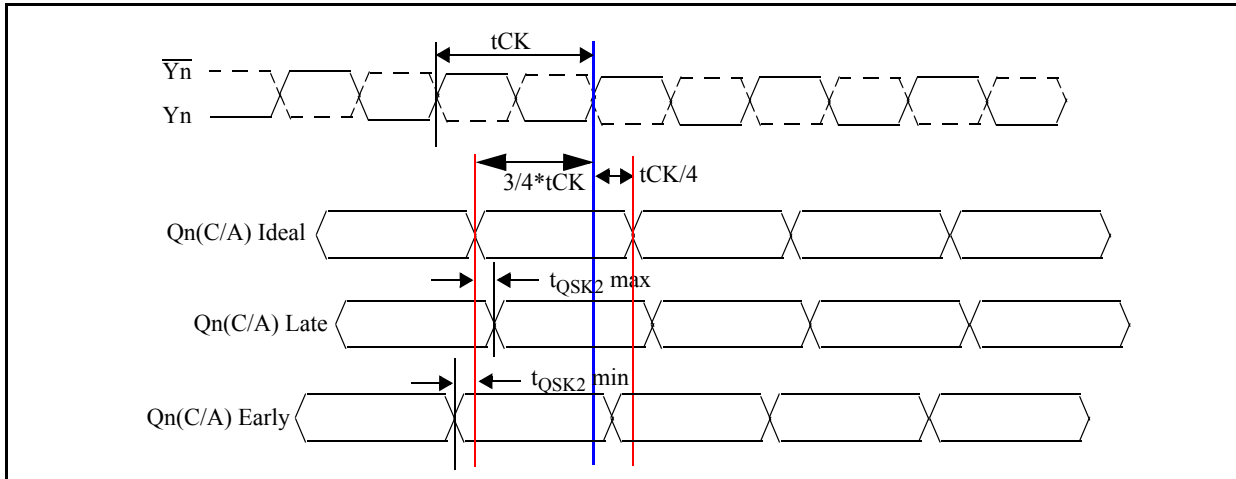 tCK
Yn
Yn
3/4*tCK
tCK/4
Qn(C/A) Ideal
tQSK2 max
Qn(C/A) Late
tQSK2 min
Qn(C/A) Early